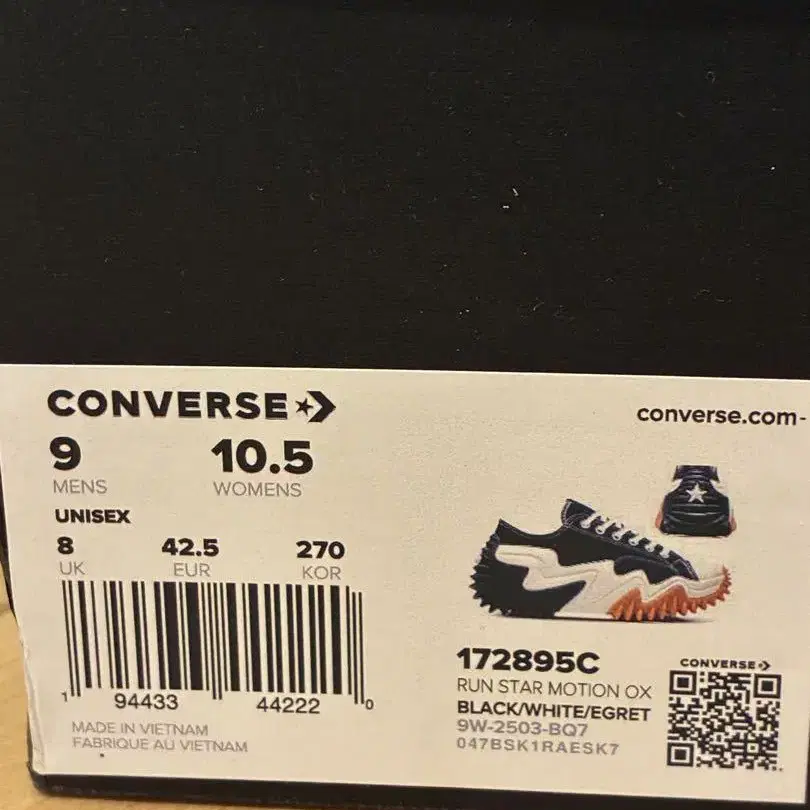 CONVERSE
converse.com-
9 10.5
MENS WOMENS
UNISEX
8 42.5 270
UK EUR KOR
1 94433 44222 0
MADE IN VIETNAM
FABRIQUE AU VIETNAM
172895C
RUN STAR MOTION OX
BLACK/WHITE/EGRET
9W-2503-BQ7
047BSK1RAESK7
CONVERSE